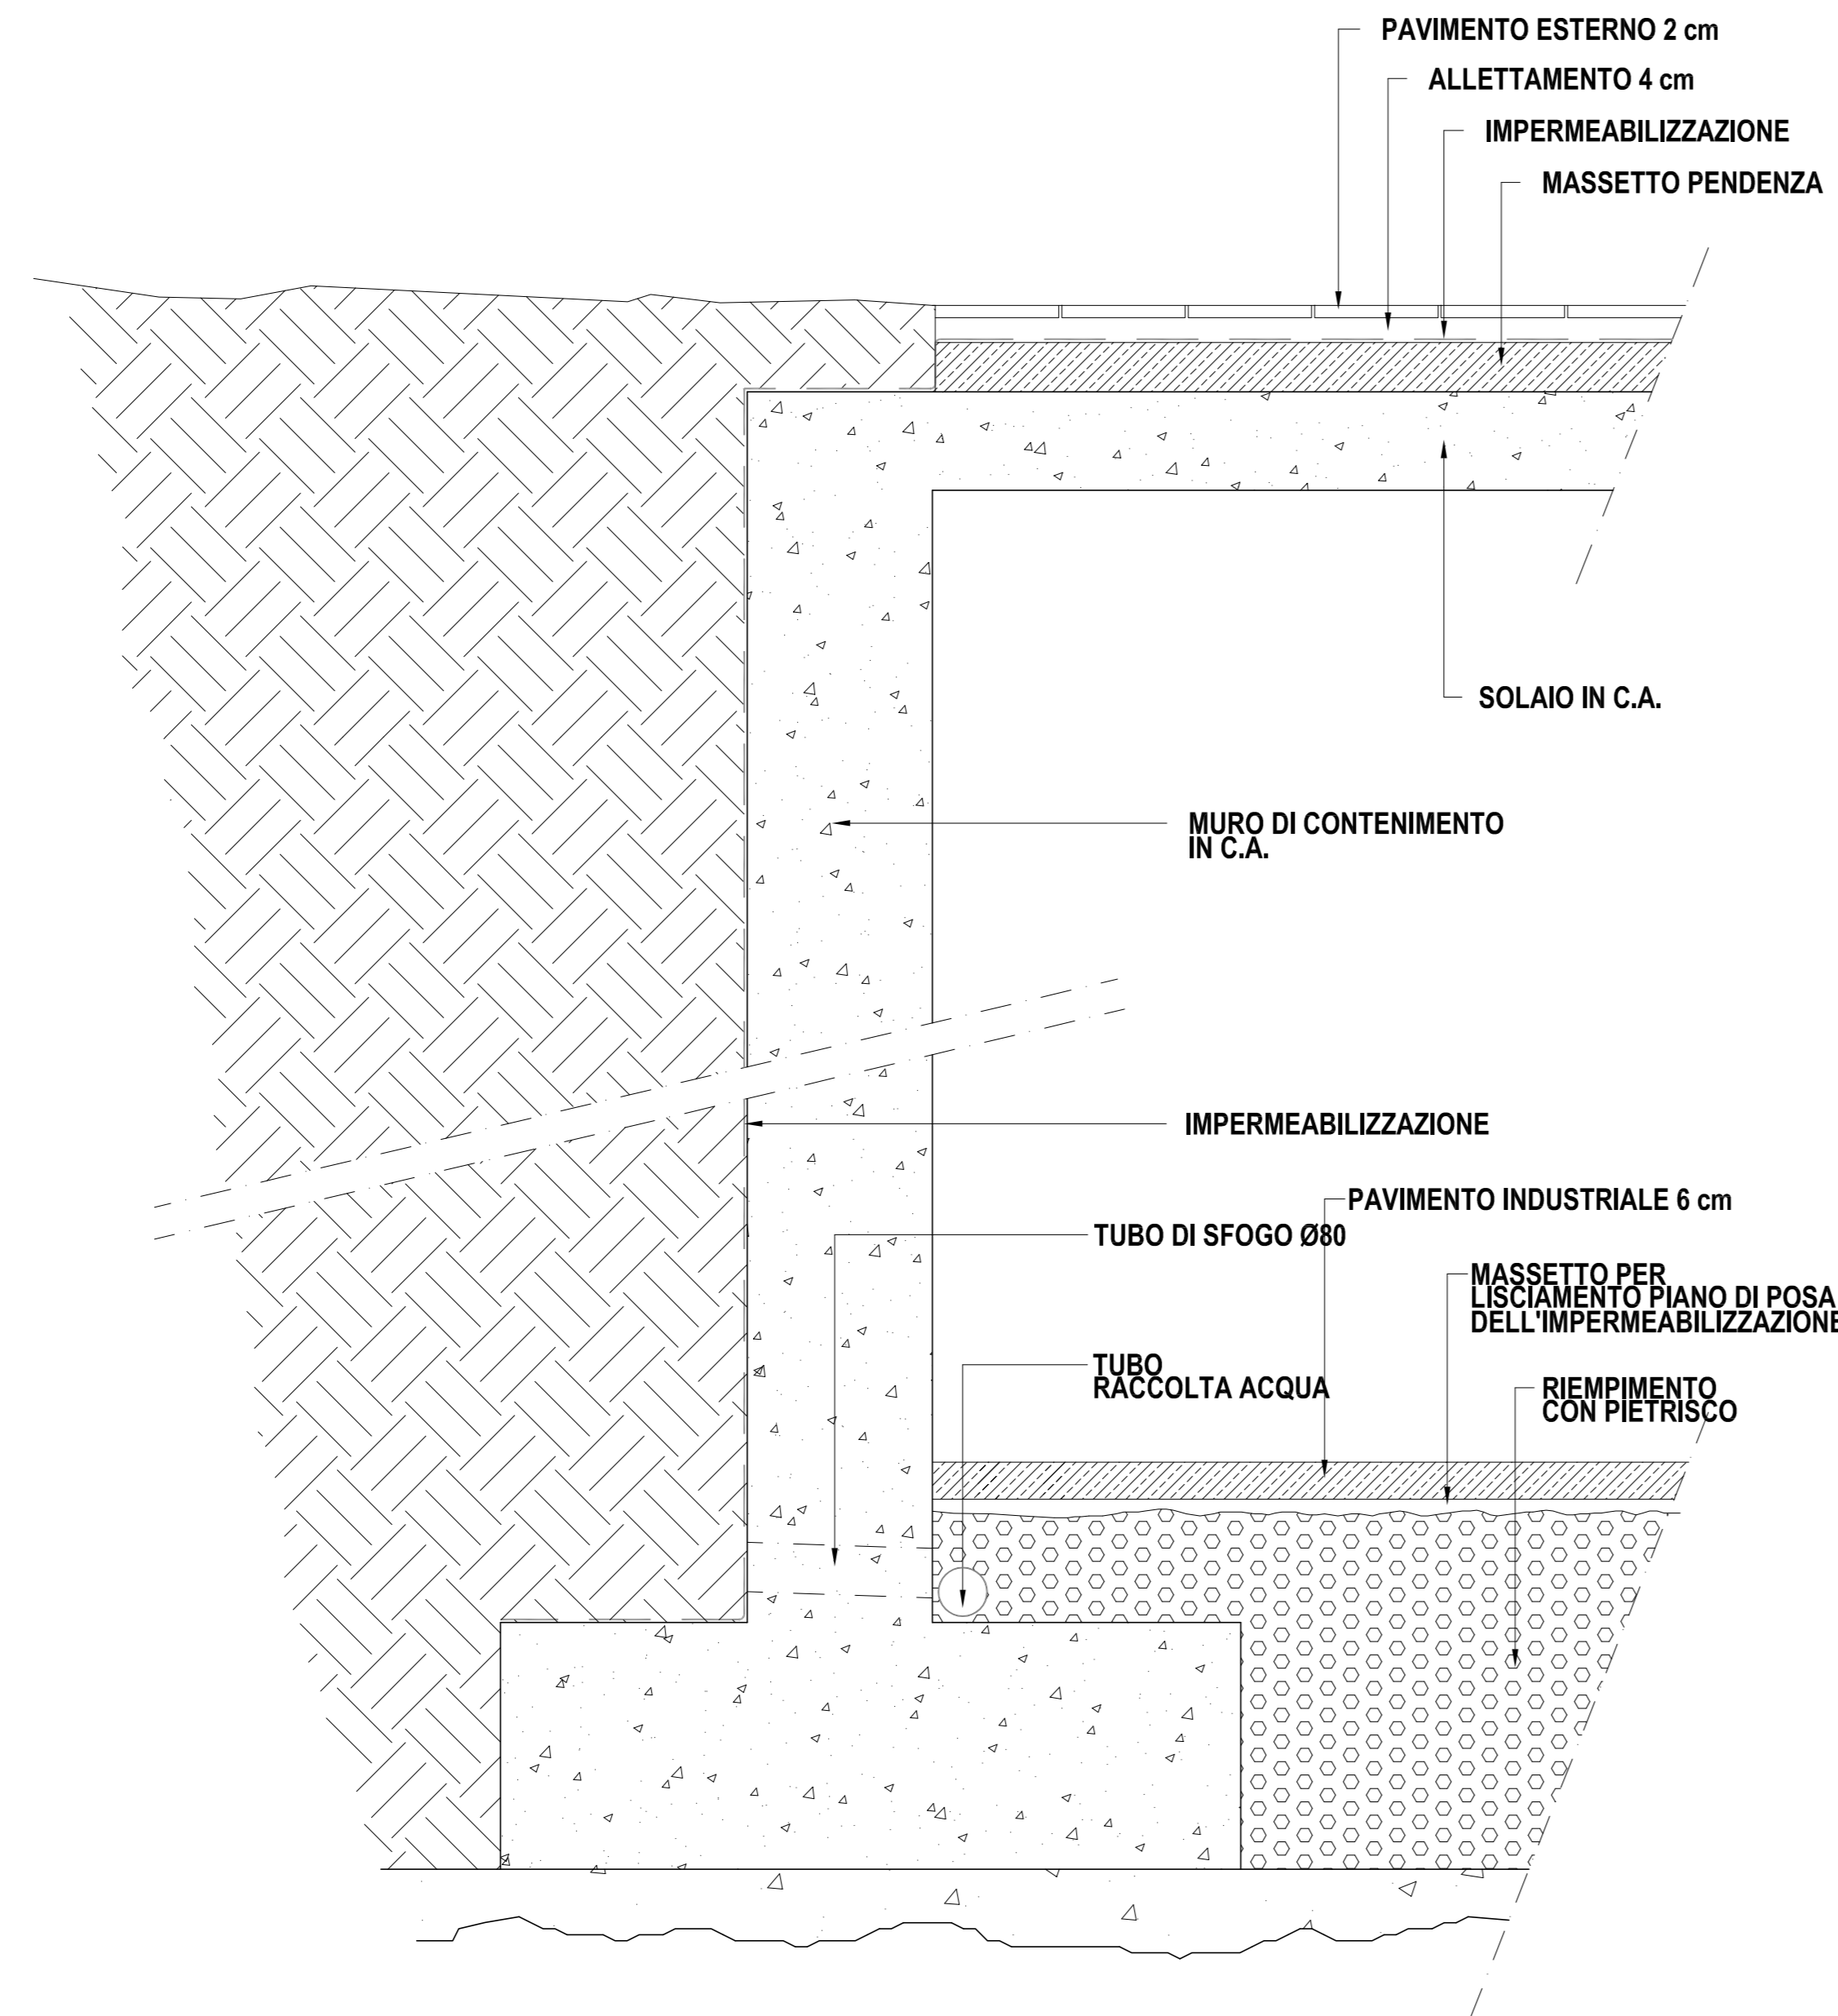 PAVIMENTO ESTERNO 2 cm
ALLETTAMENTO 4 cm
IMPERMEABILIZZAZIONE
MASSETTO PENDENZA
SOLAIO IN C.A.
MURO DI CONTENIMENTO
IN C.A.
IMPERMEABILIZZAZIONE
PAVIMENTO INDUSTRIALE 6 cm
TUBO DI SFOGO Ø80
MASSETTO PER
LISCIAMENTO PIANO DI POSA
DELL'IMPERMEABILIZZAZIONE
TUBO
RACCOLTA ACQUA
RIEMPIMENTO
CON PIETRISCO